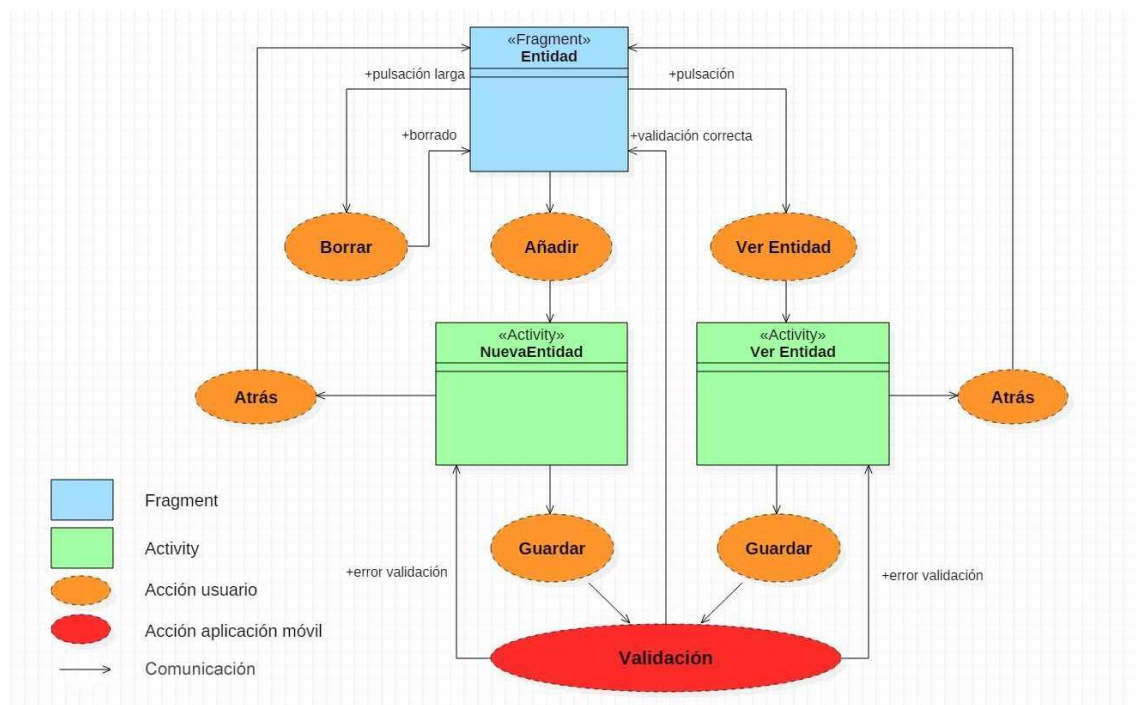 «Fragment»
Entidad
+pulsación larga
+pulsación
+borrado
+validación correcta
Borrar
Añadir
Ver Entidad
«Activity»
NuevaEntidad
«Activity»
Ver Entidad
Atrás
Atrás
Guardar
Guardar
+error validación
+error validación
Validación
Fragment
Activity
Acción usuario
Acción aplicación móvil
Comunicación